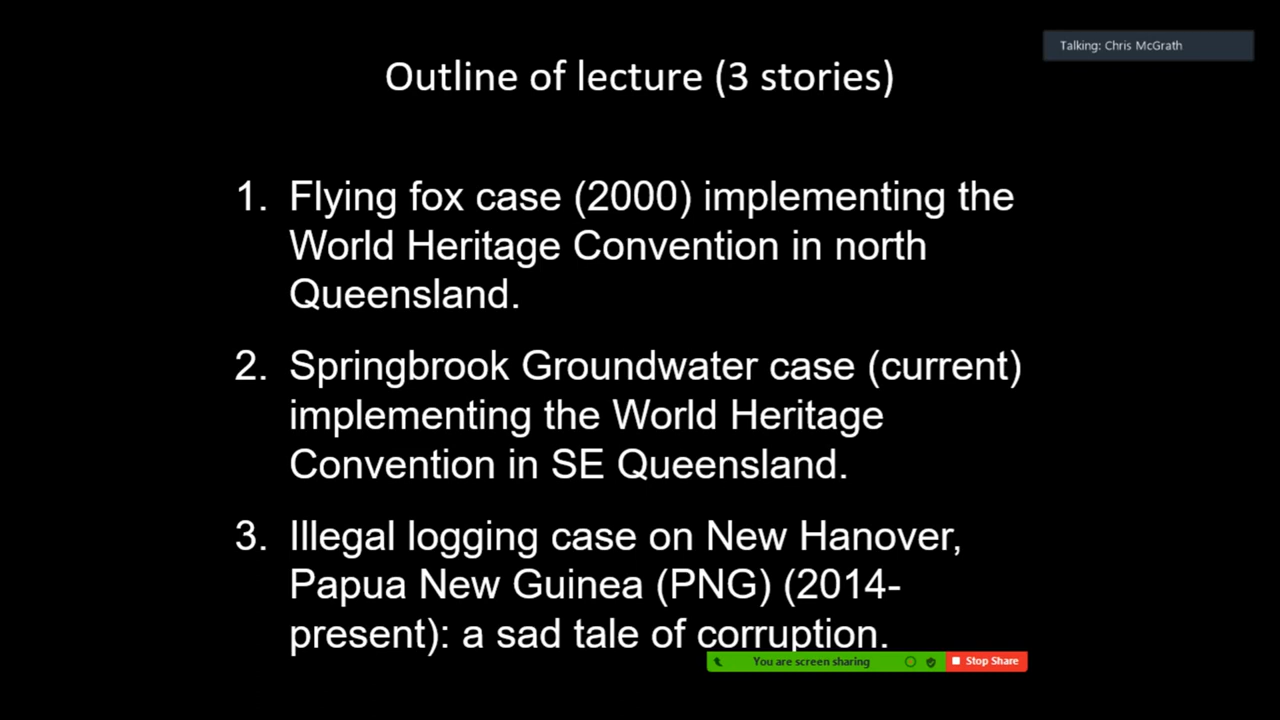 Talking: Chris McGrath
Outline of lecture (3 stories)
1. Flying fox case (2000) implementing the
World Heritage Convention in north
Queensland.
2. Springbrook Groundwater case (current)
implementing the World Heritage
Convention in SE Queensland.
3. Illegal logging case on New Hanover,
Papua New Guinea (PNG) (2014-
present): a sad tale of corruption.
You are screen sharing
Stop Share